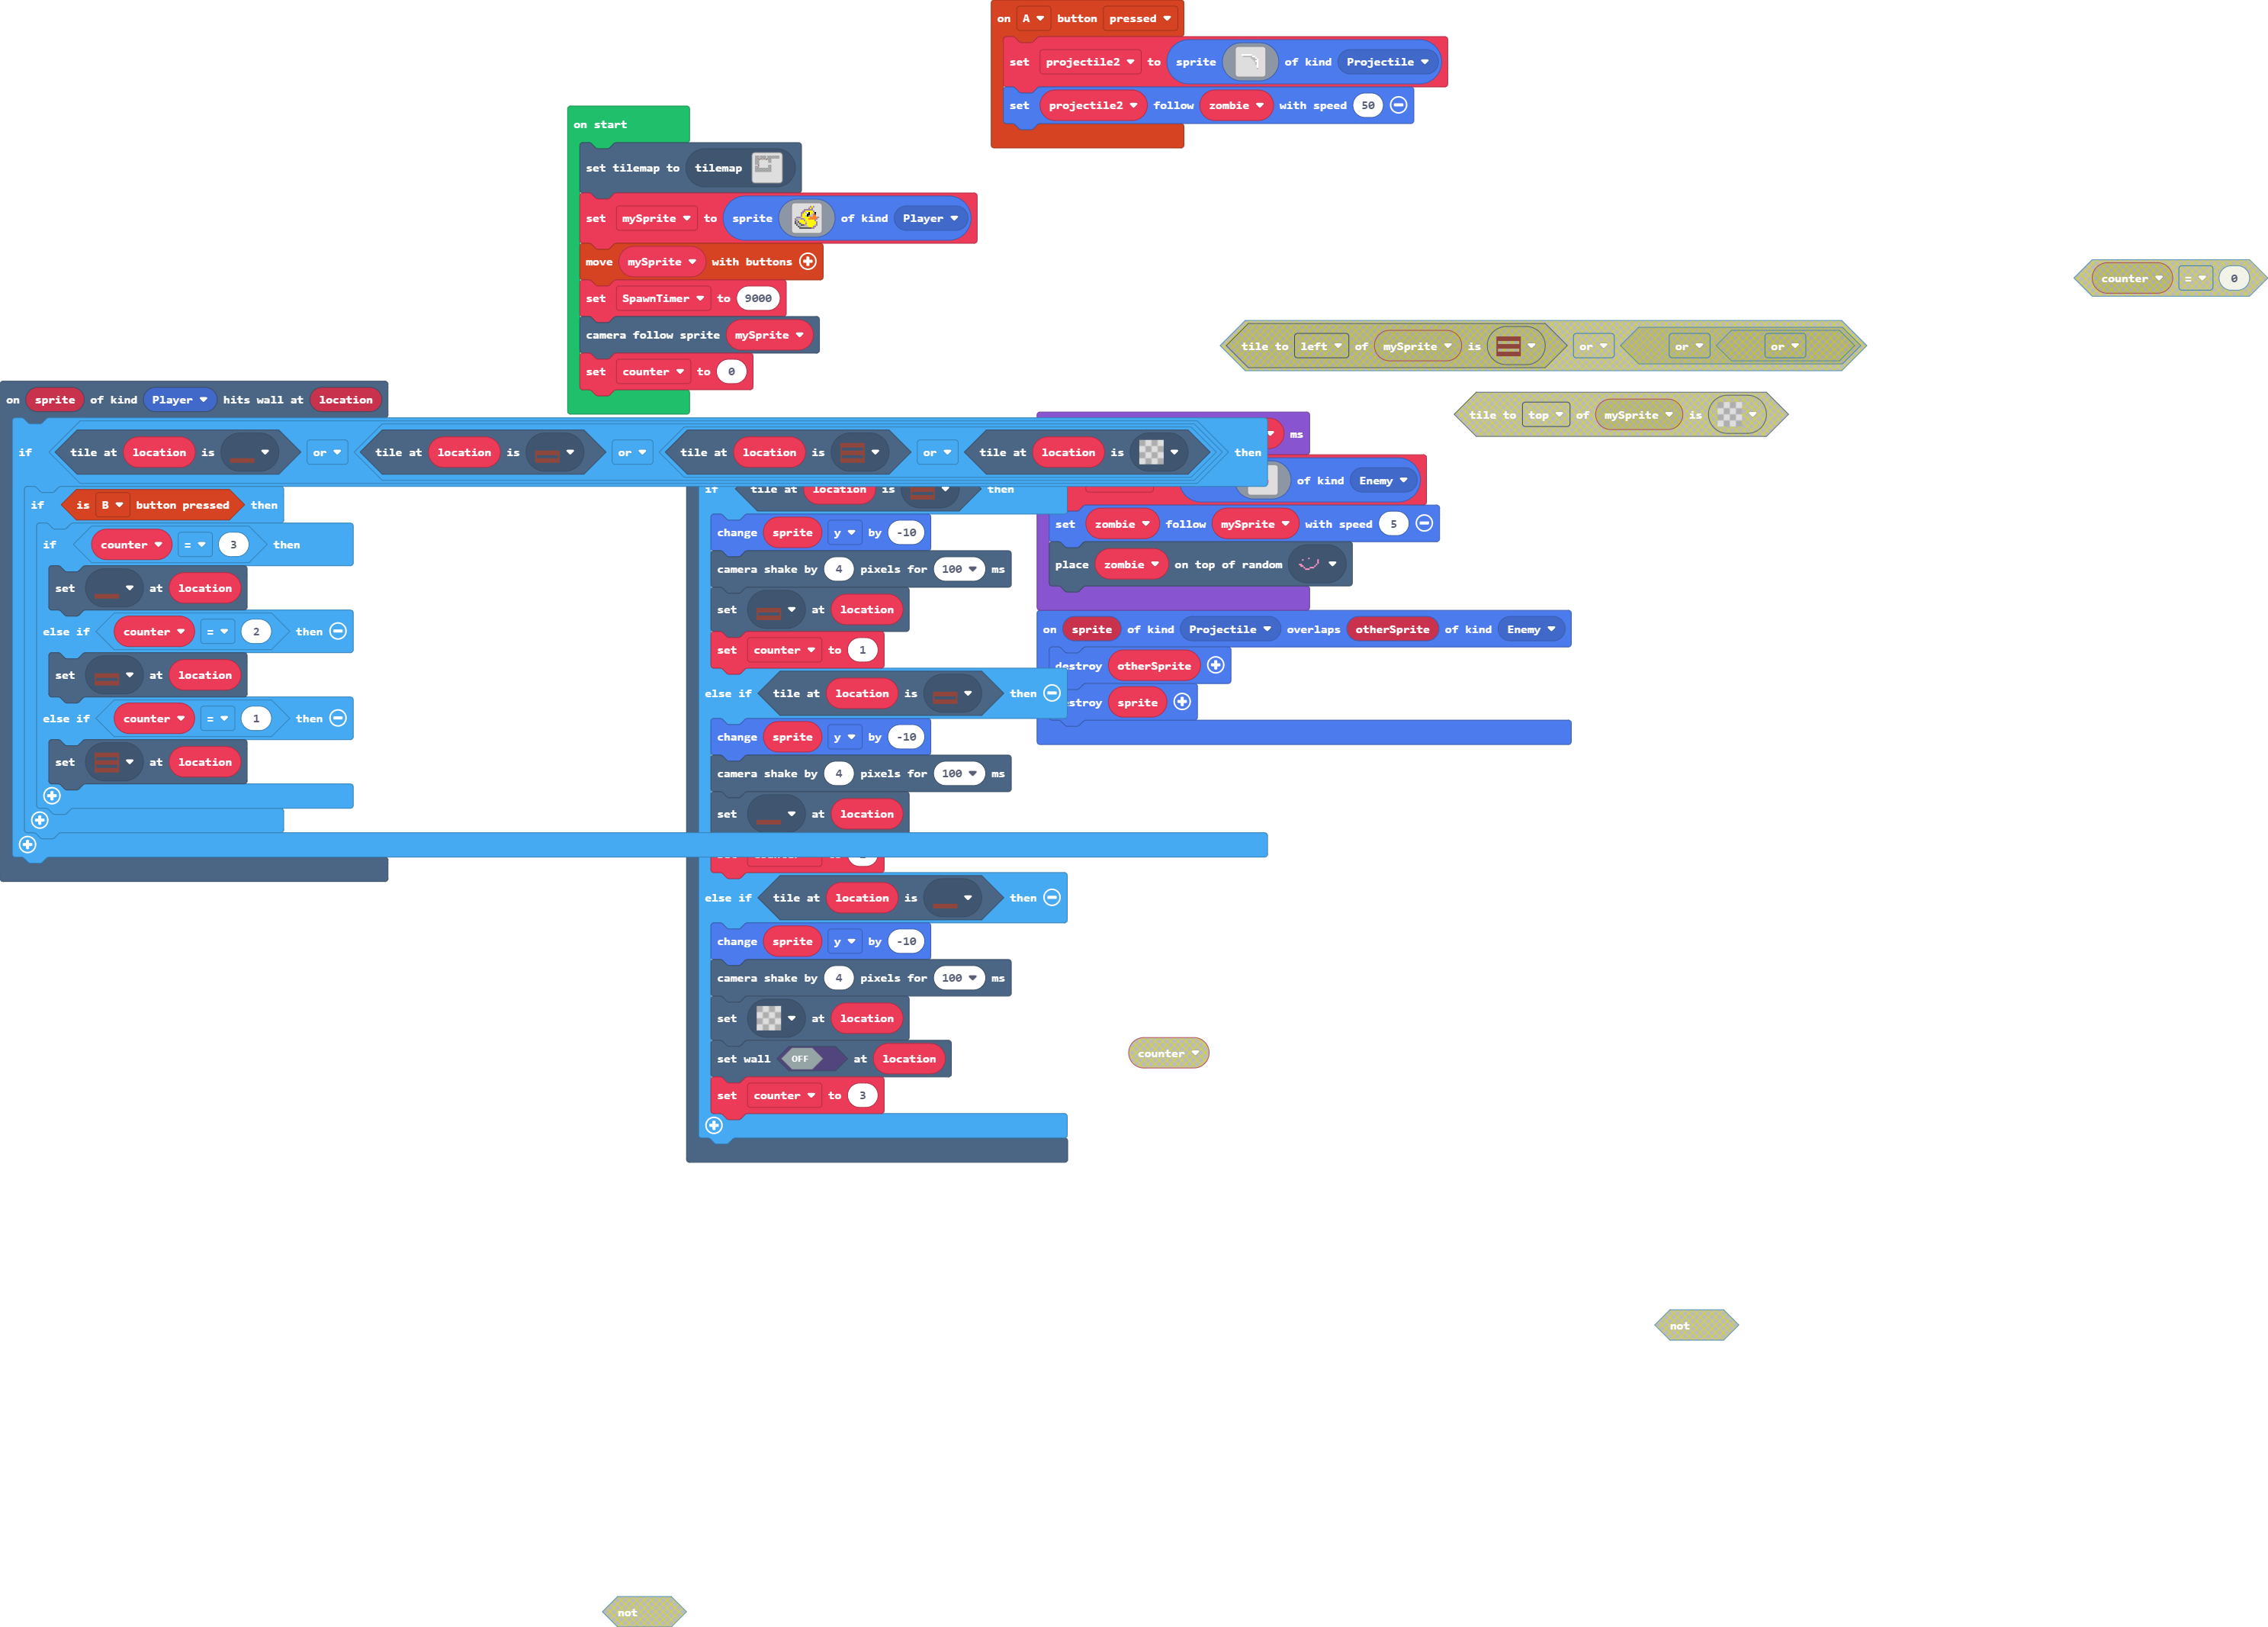 on A button pressed
set projectile2 to sprite of kind Projectile
set projectile2 follow zombie with speed 50
on start
set tilemap to tilemap
set mySprite to sprite of kind Player
move mySprite with buttons
set SpawnTimer to 9000
camera follow sprite mySprite
set counter to 0
counter = 0
tile to left of mySprite is or or or
tile to top of mySprite is
on sprite of kind Player hits wall at location
if tile at location is or tile at location is or tile at location is or tile at location is then
if is B button pressed then
if counter = 3 then
set at location
else if counter = 2 then
set at location
else if counter = 1 then
set at location
if tile at location is then
change sprite y by -10
camera shake by 4 pixels for 100 ms
set at location
set counter to 1
else if tile at location is then
change sprite y by -10
camera shake by 4 pixels for 100 ms
set at location
else if tile at location is then
change sprite y by -10
camera shake by 4 pixels for 100 ms
set at location
set wall OFF at location
set counter to 3
ms
of kind Enemy
set zombie follow mySprite with speed 5
place zombie on top of random
on sprite of kind Projectile overlaps otherSprite of kind Enemy
destroy otherSprite
sprite
counter
not
not